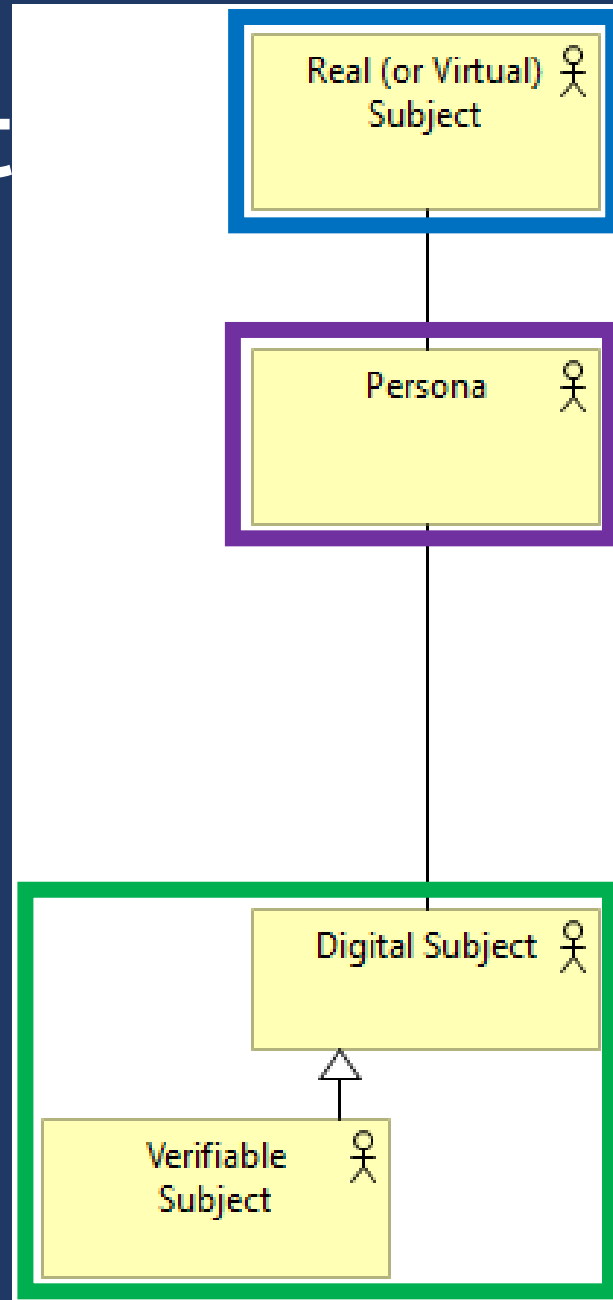 Real (or Virtual)
Subject
Persona
Digital Subject
Verifiable
Subject